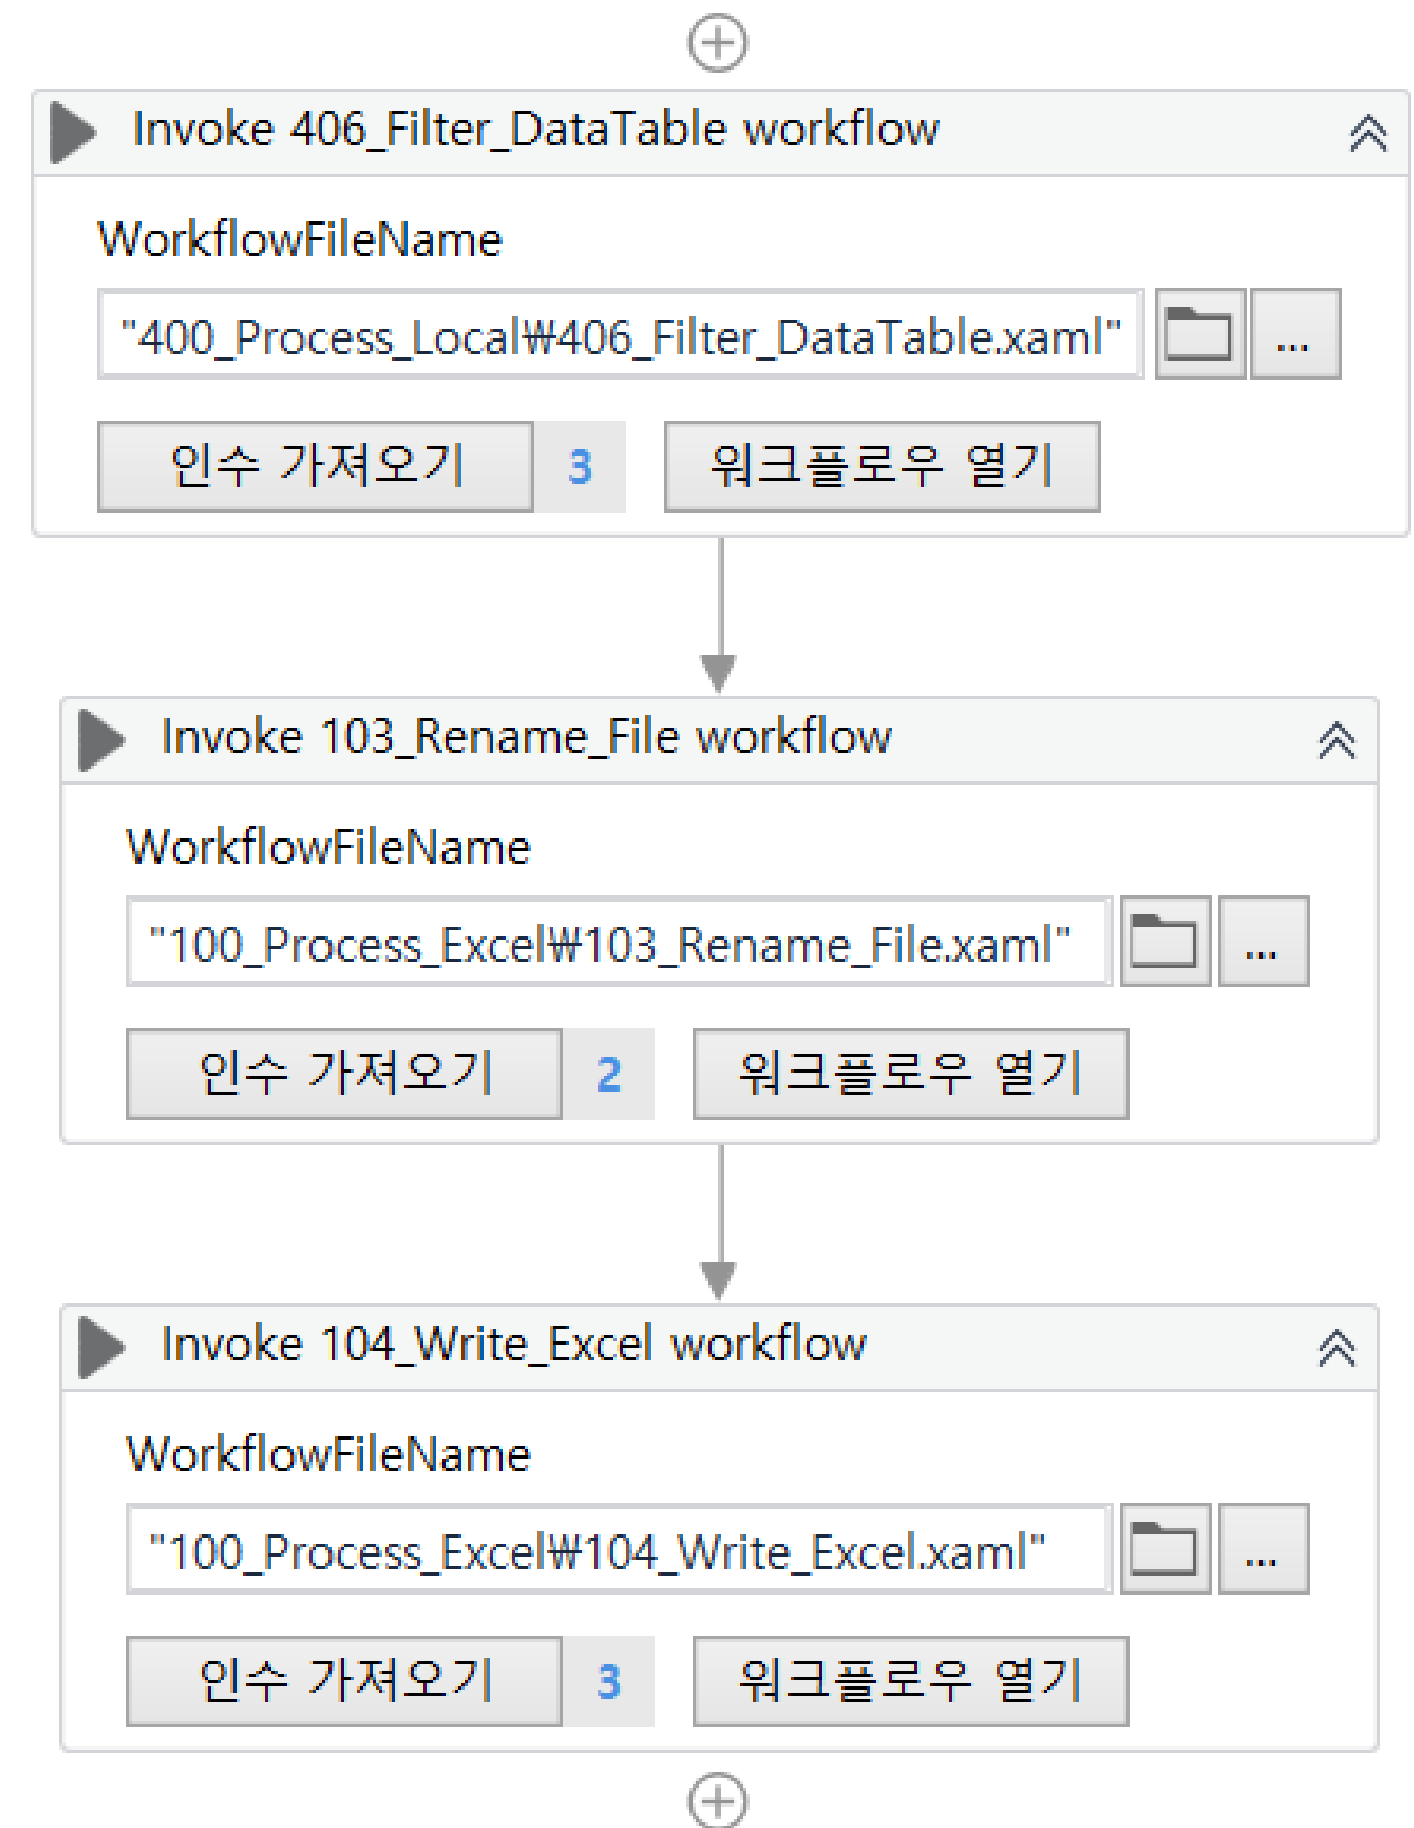 Invoke 406_Filter_DataTable workflow
WorkflowFileName
"400_Process_Local₩406_Filter_DataTable.xaml"
...
인수 가져오기 3 워크플로우 열기
Invoke 103_Rename_File workflow
WorkflowFileName
"100_Process_Excel₩103_Rename_File.xaml"
...
인수 가져오기 2 워크플로우 열기
Invoke 104_Write_Excel workflow
WorkflowFileName
"100_Process_Excel₩104_Write_Excel.xaml"
...
인수 가져오기 3 워크플로우 열기